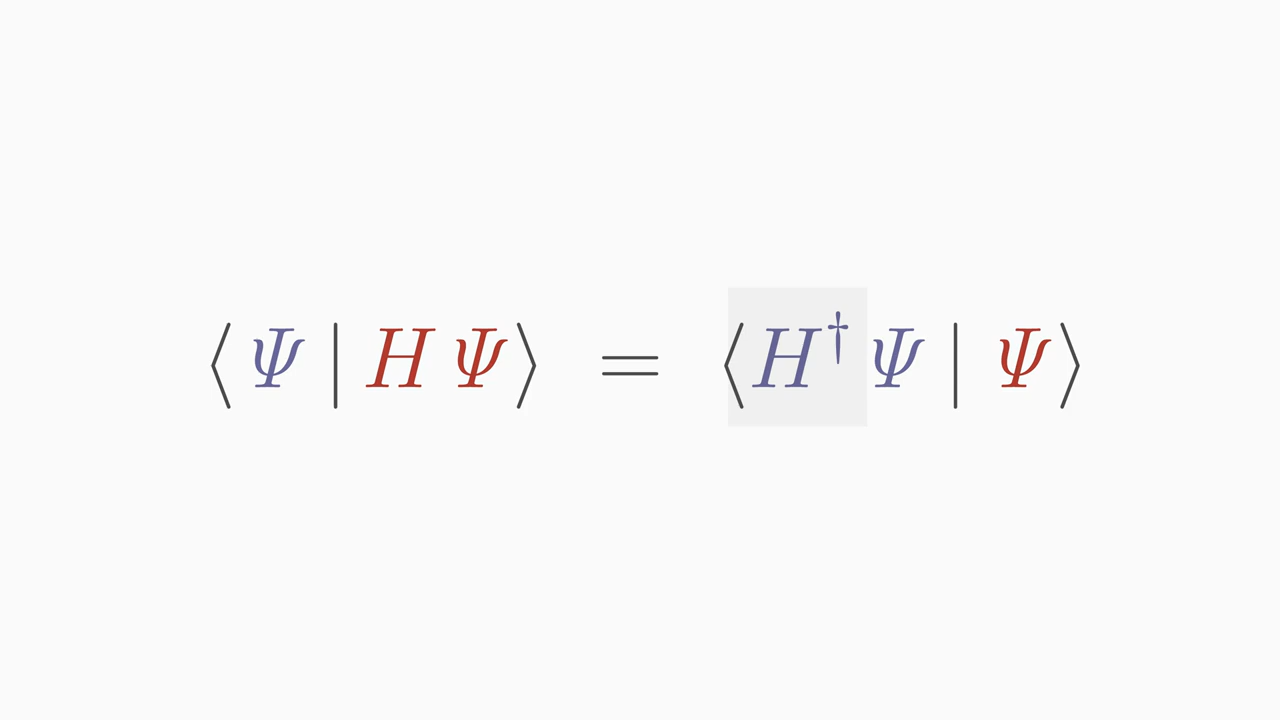 ⟨Ψ | H Ψ⟩ = ⟨H†Ψ | Ψ⟩